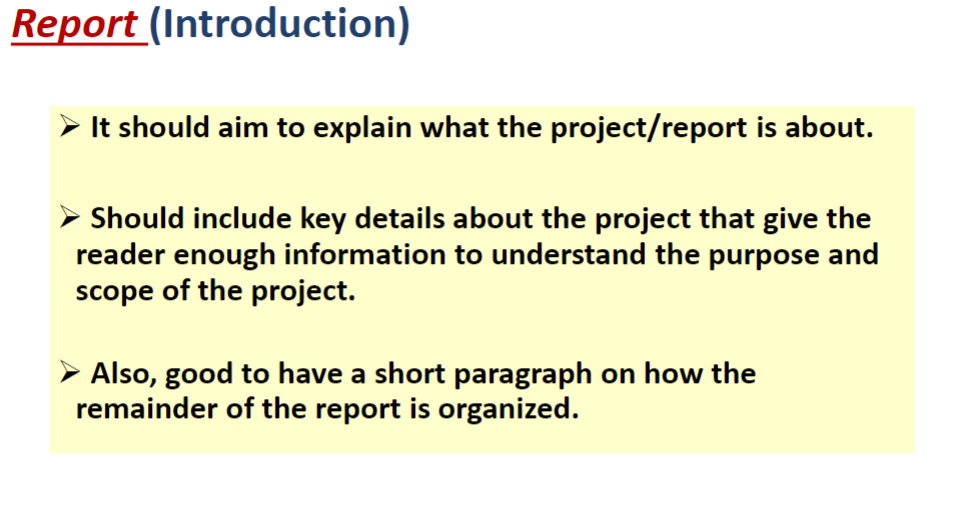 Report (Introduction)
➢ It should aim to explain what the project/report is about.
➢ Should include key details about the project that give the
reader enough information to understand the purpose and
scope of the project.
➢ Also, good to have a short paragraph on how the
remainder of the report is organized.